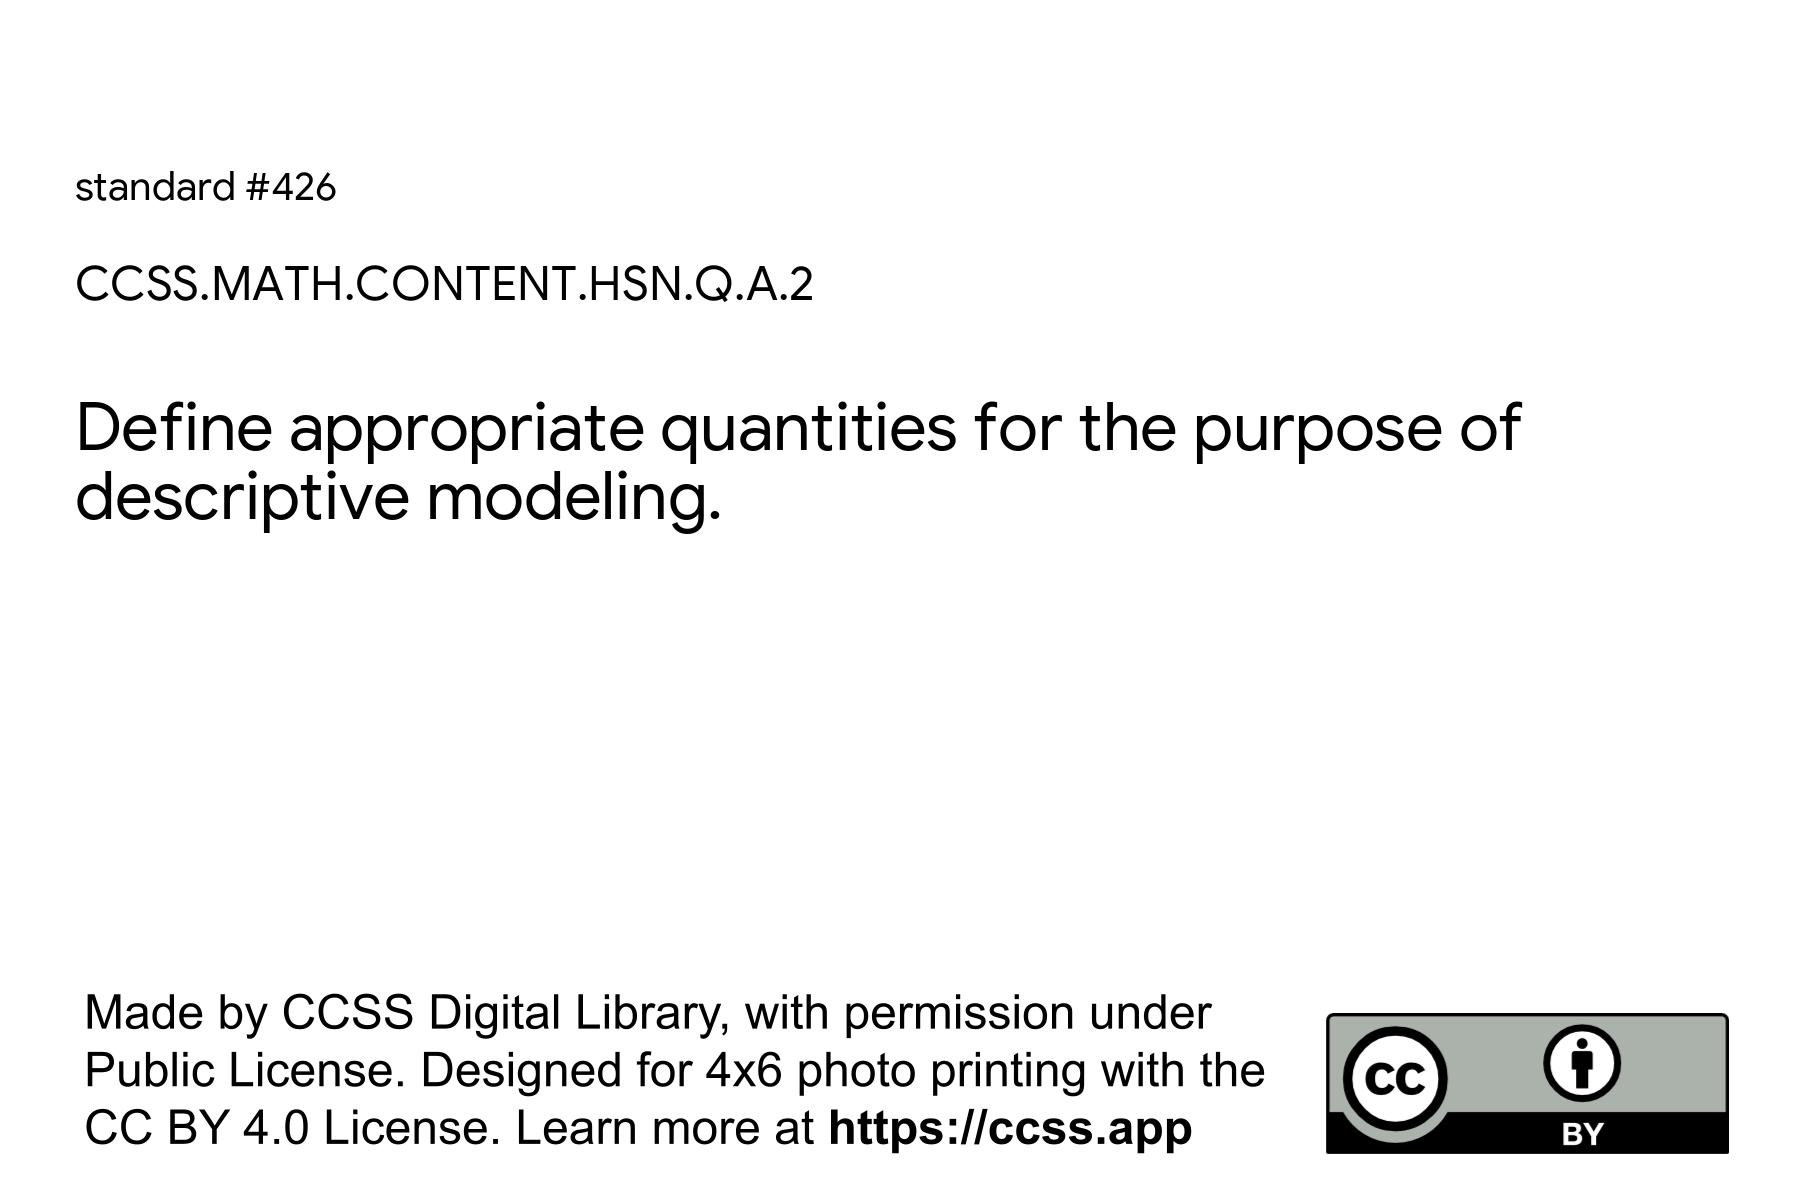 standard #426
CCSS.MATH.CONTENT.HSN.Q.A.2
Define appropriate quantities for the purpose of
descriptive modeling.
Made by CCSS Digital Library, with permission under
Public License. Designed for 4x6 photo printing with the
CC BY 4.0 License. Learn more at https://ccss.app
CC
BY